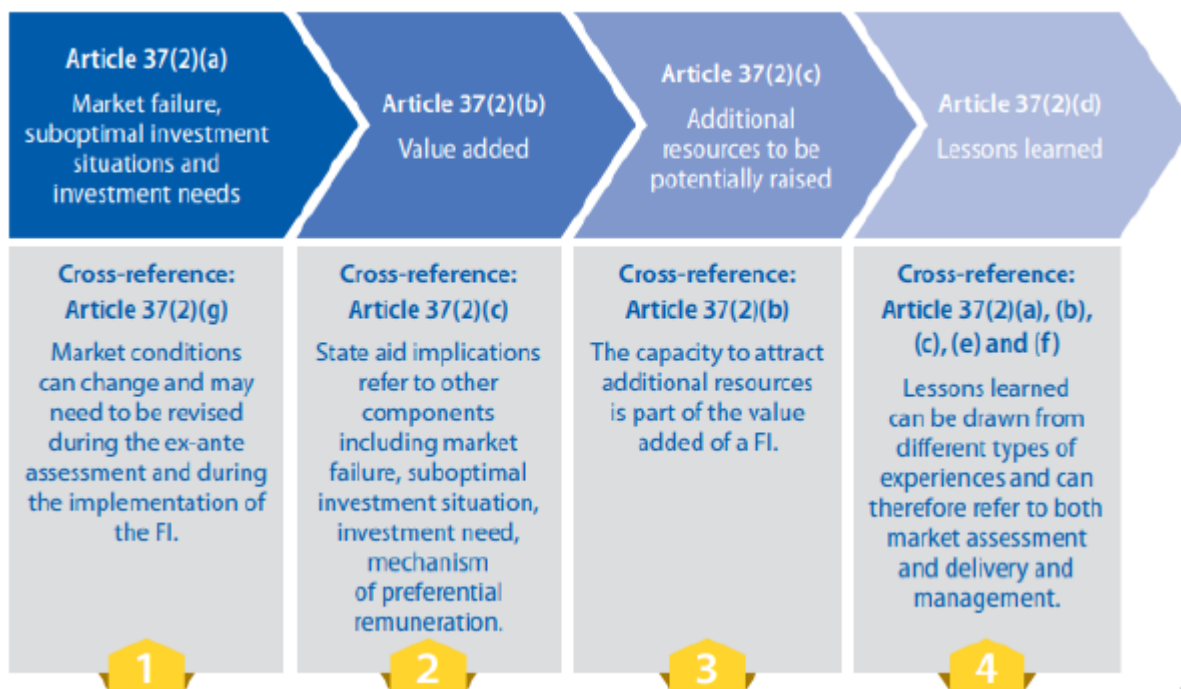 Article 37(2)(a)
Market failure,
suboptimal investment
situations and
investment needs
Article 37(2)(b)
Value added
Article 37(2)(c)
Additional
resources to be
potentially raised
Article 37(2)(d)
Lessons learned
Cross-reference:
Article 37(2)(g)
Market conditions
can change and may
need to be revised
during the ex-ante
assessment and during
the implementation of
the FI.
1
Cross-reference:
Article 37(2)(c)
State aid implications
refer to other
components
including market
failure, suboptimal
investment situation,
investment need,
mechanism
of preferential
remuneration.
2
Cross-reference:
Article 37(2)(b)
The capacity to attract
additional resources
is part of the value
added of a FI.
3
Cross-reference:
Article 37(2)(a), (b),
(c), (e) and (f)
Lessons learned
can be drawn from
different types of
experiences and can
therefore refer to both
market assessment
and delivery and
management.
4